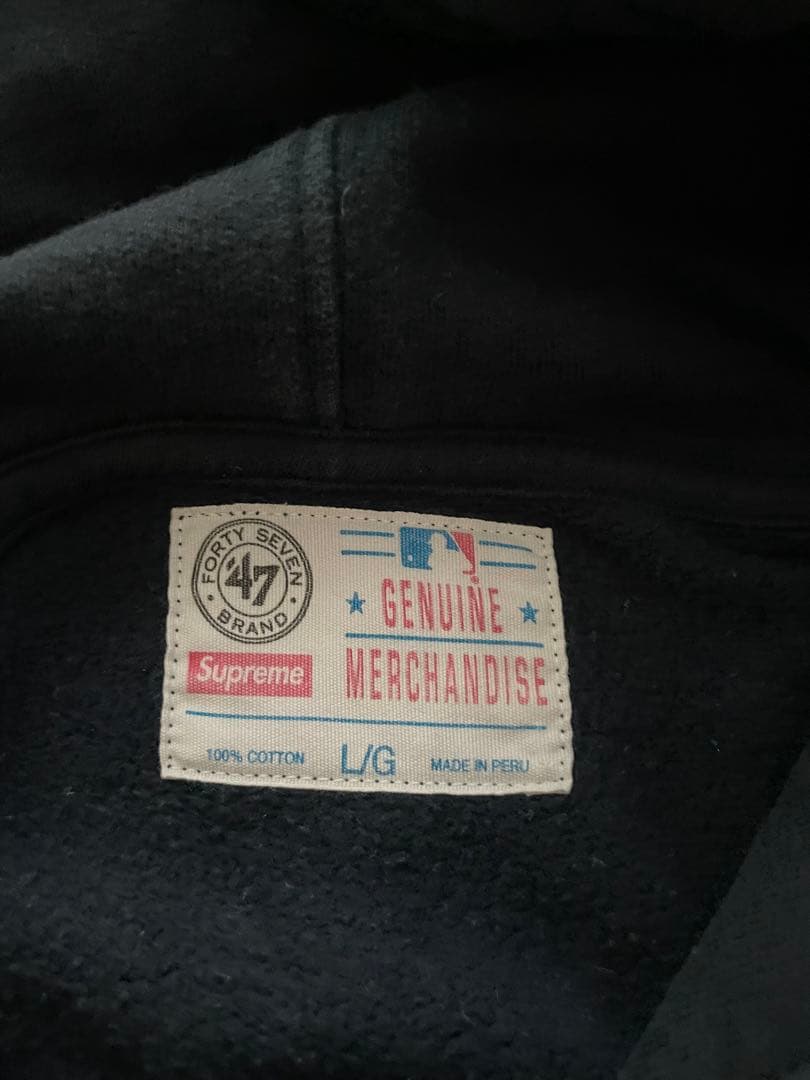 FORTY SEVEN
'47
BRAND
Supreme
GENUINE
MERCHANDISE
100% COTTON
L/G
MADE IN PERU